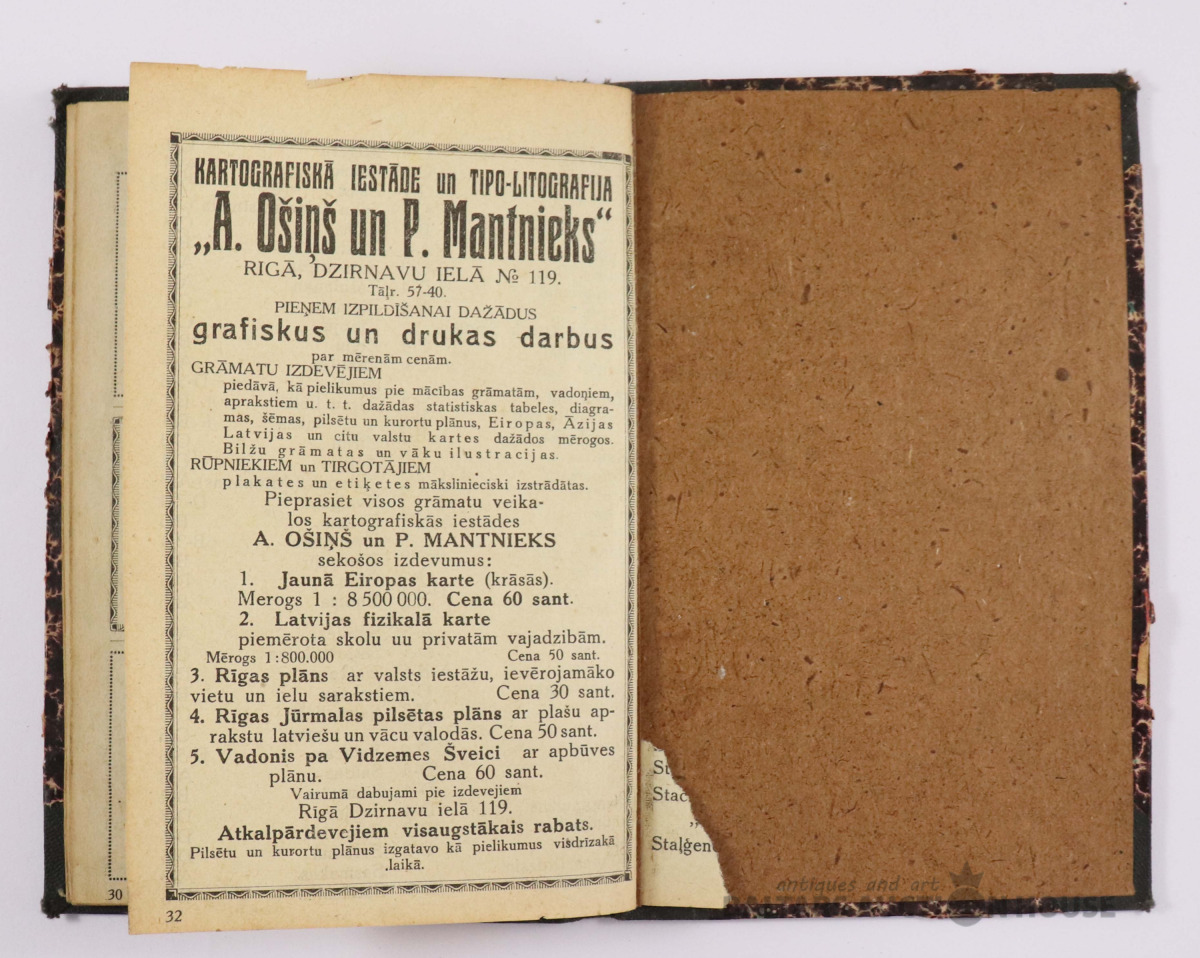 KARTOGRAFISKĀ IESTĀDE un TIPO-LITOGRAFIJA
„A. Ošiņš un P. Mantnieks“
RIGĀ, DZIRNAVU IELĀ № 119.
Tāļr. 57-40.
PIEŅEM IZPILDĪŠANAI DAŽĀDUS
grafiskus un drukas darbus
par mērenām cenām.
GRĀMATU IZDEVĒJIEM
piedāvā, kā pielikumus pie mācības grāmatām, vadoņiem,
aprakstiem u. t. t. dažādas statistiskas tabeles, diagra-
mas, šēmas, pilsētu un kurortu plānus, Eiropas, Āzijas
Latvijas un citu valstu kartes dažādos mērogos.
Bilžu grāmatas un vāku ilustracijas.
RŪPNIEKIEM un TIRGOTĀJIEM
plakates un etiķetes mākslinieciski izstrādātas.
Pieprasiet visos grāmatu veika-
los kartografiskās iestādes
A. OŠIŅŠ un P. MANTNIEKS
sekošos izdevumus:
1. Jaunā Eiropas karte (krāsās).
Merogs 1 : 8 500 000. Cena 60 sant.
2. Latvijas fizikalā karte
piemērota skolu uu privatām vajadzibām.
Mērogs 1:800.000 Cena 50 sant.
3. Rīgas plāns ar valsts iestāžu, ievērojamāko
vietu un ielu sarakstiem. Cena 30 sant.
4. Rīgas Jūrmalas pilsētas plāns ar plašu ap-
rakstu latviešu un vācu valodās. Cena 50 sant.
5. Vadonis pa Vidzemes Šveici ar apbūves
plānu. Cena 60 sant.
Vairumā dabujami pie izdevejiem
Rīgā Dzirnavu ielā 119.
Atkalpārdevejiem visaugstākais rabats.
Pilsētu un kurortu plānus izgatavo kā pielikumus visdrīzakā
laikā.
30
32
Staļģen
antiques and art
HOUSE